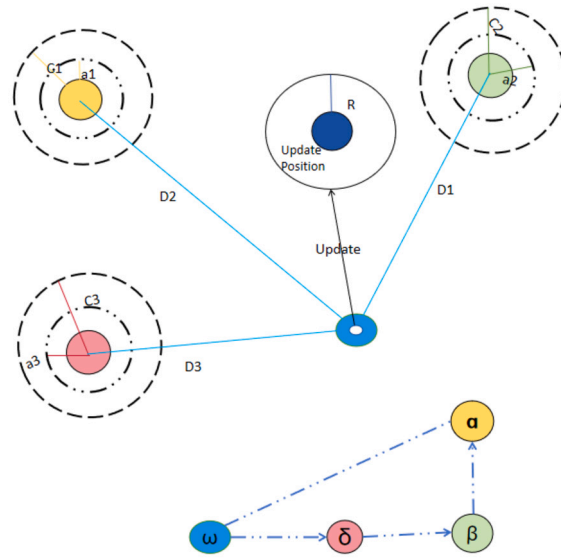 C1
a1
C2
a2
R
Update
Position
D2
D1
Update
C3
a3
D3
α
ω
δ
β